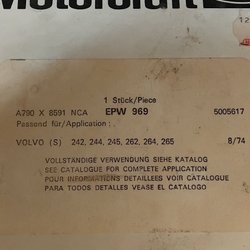 Motorcraft
12
1 Stück/Piece
A790 X 8591 NCA EPW 969 5005617
Passend für/Application :
VOLVO (S) 242, 244, 245, 262, 264, 265 8/74
VOLLSTÄNDIGE VERWENDUNG SIEHE KATALOG
SEE CATALOGUE FOR COMPLETE APPLICATION
POUR INFORMATIONS DETAILLEES VOIR CATALOGUE
PARA TODOS DETALLES VEASE EL CATALOGO